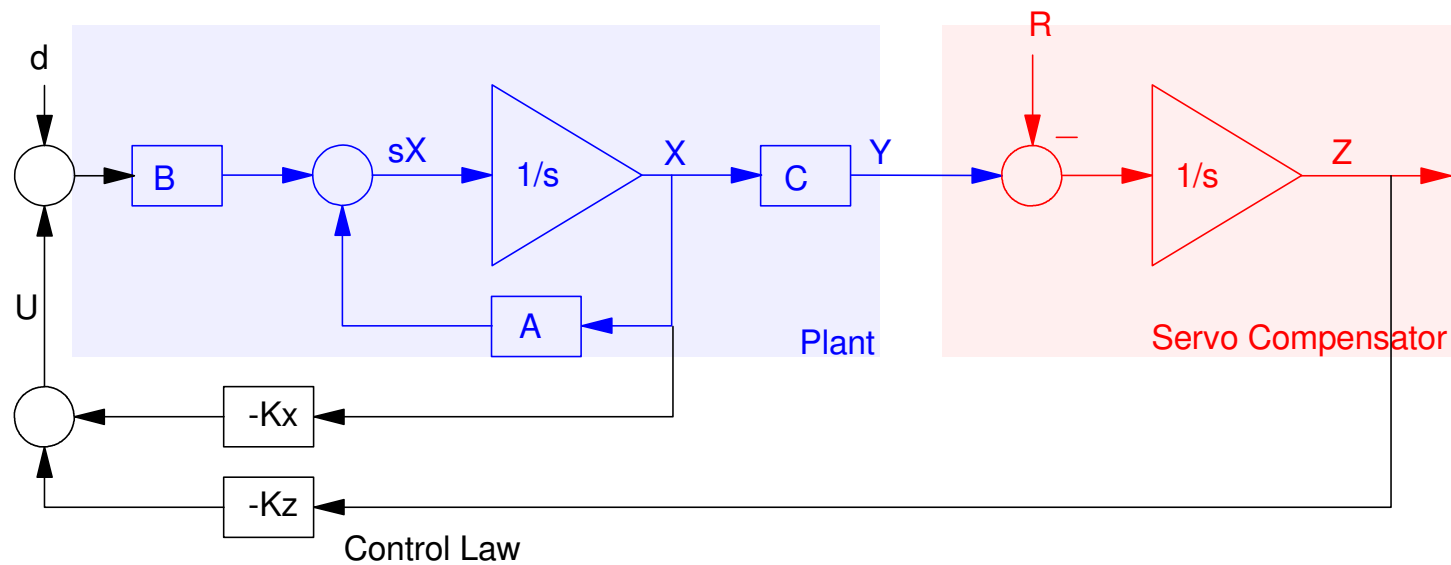 R
d
B
sX
1/s
X
C
Y
–
1/s
Z
U
A
Plant
Servo Compensator
-Kx
-Kz
Control Law